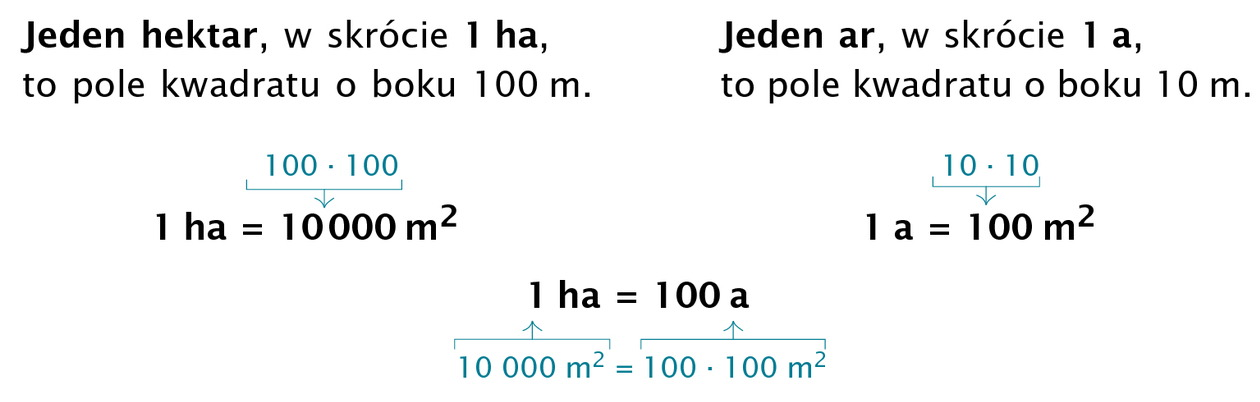 Jeden hektar, w skrócie 1 ha,
to pole kwadratu o boku 100 m.
100 · 100
1 ha = 10 000 m²
Jeden ar, w skrócie 1 a,
to pole kwadratu o boku 10 m.
10 · 10
1 a = 100 m²
1 ha = 100 a
10 000 m² = 100 · 100 m²